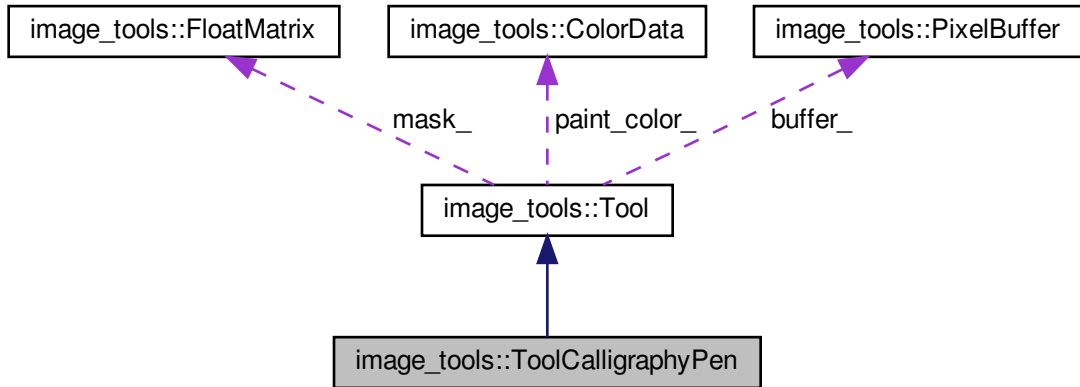 image_tools::FloatMatrix
image_tools::ColorData
image_tools::PixelBuffer
mask_
paint_color_
buffer_
image_tools::Tool
image_tools::ToolCalligraphyPen